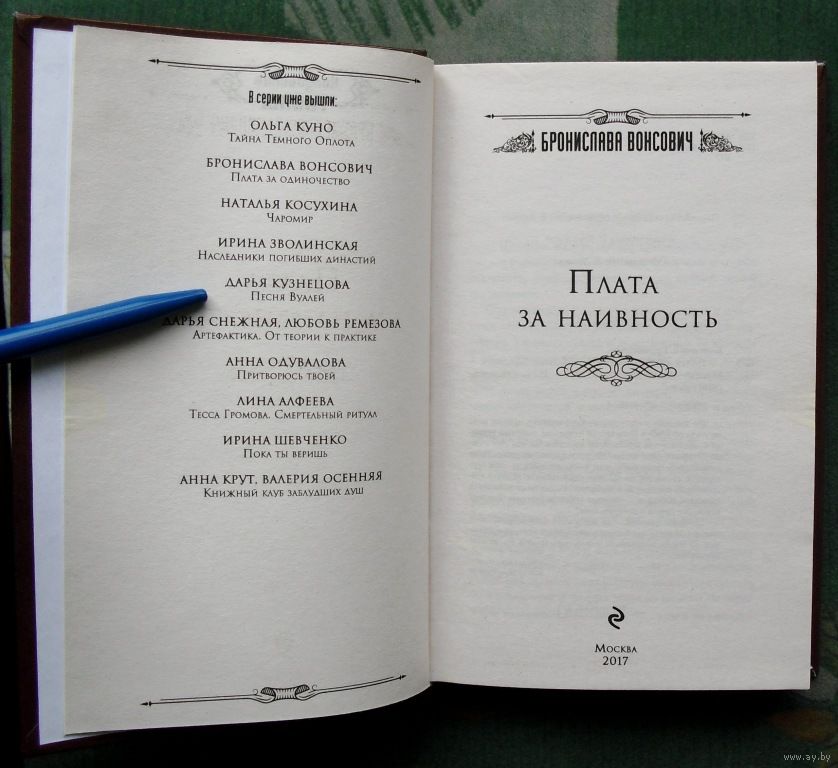 В серии уже вышли:
ОЛЬГА КУНО
Тайна Темного Оплота
БРОНИСЛАВА ВОНСОВИЧ
Плата за одиночество
НАТАЛЬЯ КОСУХИНА
Чаромир
ИРИНА ЗВОЛИНСКАЯ
Наследники погибших династий
ДАРЬЯ КУЗНЕЦОВА
Песня Вуалей
ДАРЬЯ СНЕЖНАЯ, ЛЮБОВЬ РЕМЕЗОВА
Артефактика. От теории к практике
АННА ОДУВАЛОВА
Притворюсь твоей
ЛИНА АЛФЕЕВА
Тесса Громова. Смертельный ритуал
ИРИНА ШЕВЧЕНКО
Пока ты веришь
АННА КРУТ, ВАЛЕРИЯ ОСЕННЯЯ
Книжный клуб заблудших душ
БРОНИСЛАВА ВОНСОВИЧ
Плата
за наивность
Москва
2017
www.ay.by